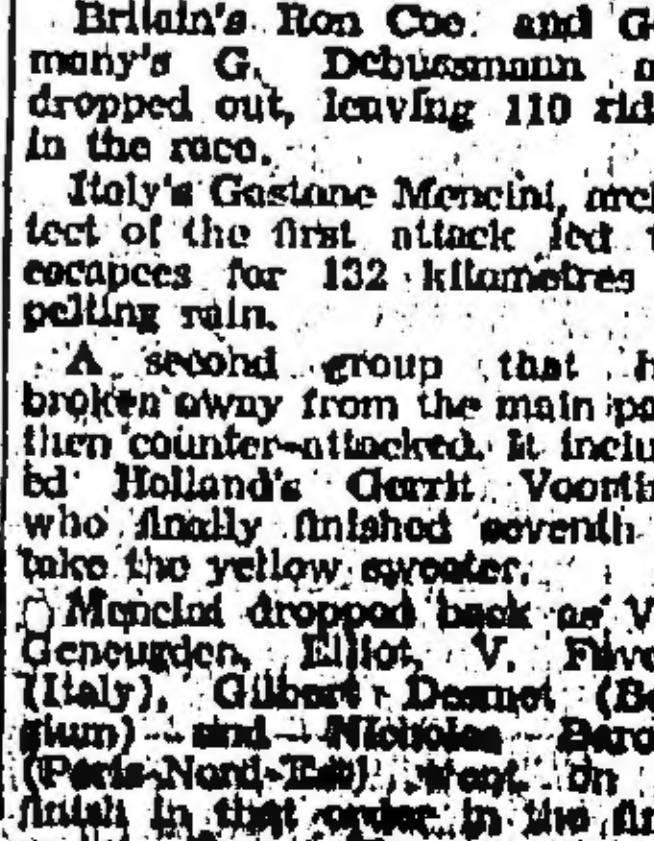 Britain's Ron Coe and G
many's G. Debusmann
dropped out, leaving 110 rid
in the race.
Italy's Gastone Mencini, arch
tect of the first attack led t
escapees for 132 kilometres
pelting rain.
A second group that h
broken away from the main pa
then counter-attacked. It inclu
ed Holland's Gerrit Voorti
who finally finished seventh
take the yellow sweater.
Mencini dropped back as V
Geneugden, Elliot, V. Fave
(Italy), Gilbert Desmet (Be
gium) and Nicholas Baro
(Paris-Nord-Est) went on
finish in that order in the fin